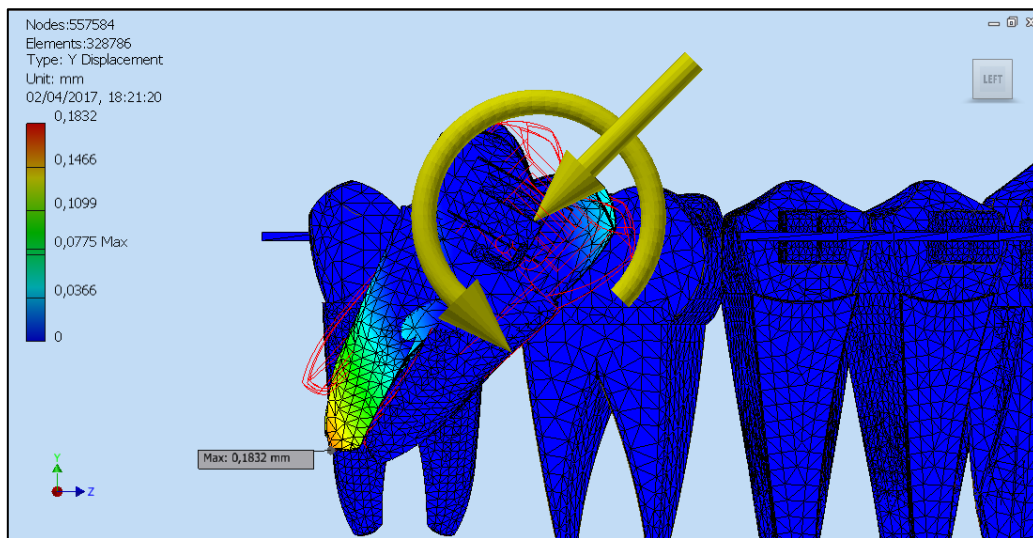 Nodes:557584
Elements:328786
Type: Y Displacement
Unit: mm
02/04/2017, 18:21:20
0,1832
0,1466
0,1099
0,0775 Max
0,0366
0
LEFT
Max: 0,1832 mm
Y
Z